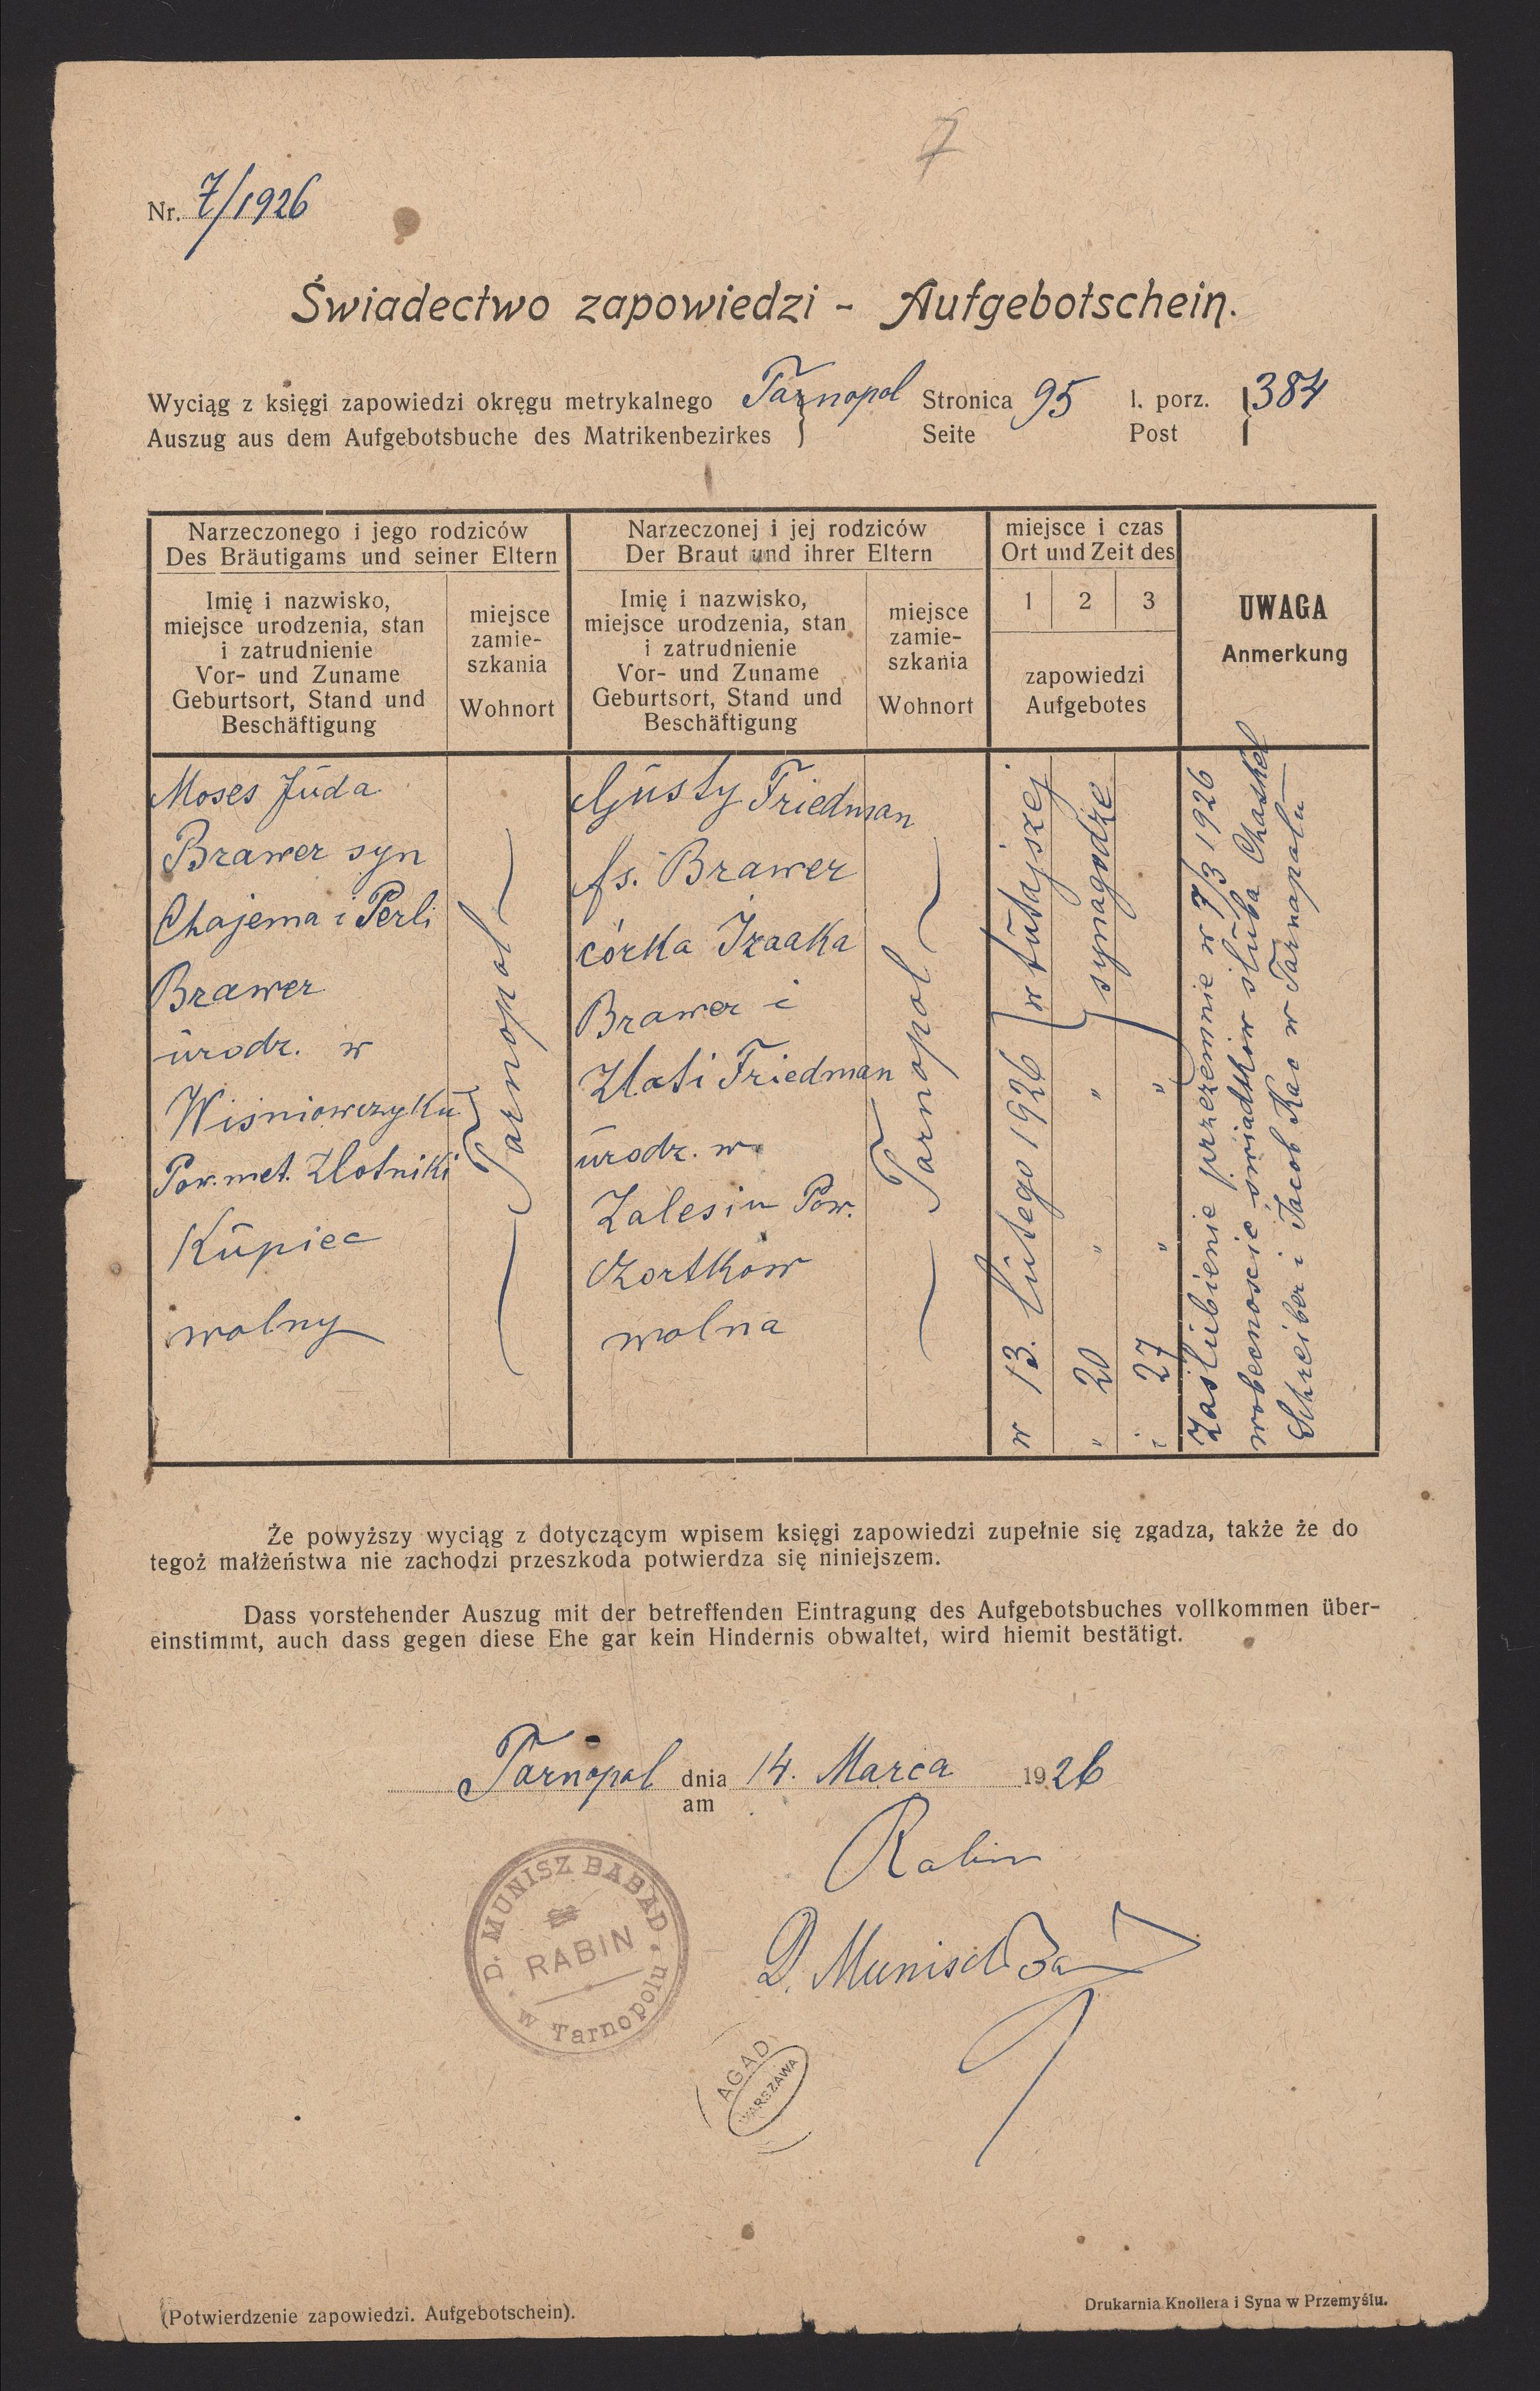 7
Nr. 7/1926
Świadectwo zapowiedzi - Aufgebotschein.
Wyciąg z księgi zapowiedzi okręgu metrykalnego } Tarnopol Stronica 95 l. porz. } 384
Auszug aus dem Aufgebotsbuche des Matrikenbezirkes Seite Post
Narzeczonego i jego rodziców
Des Bräutigams und seiner Eltern
Imię i nazwisko,
miejsce urodzenia, stan
i zatrudnienie
Vor- und Zuname
Geburtsort, Stand und
Beschäftigung
miejsce
zamie-
szkania
Wohnort
Narzeczonej i jej rodziców
Der Braut und ihrer Eltern
Imię i nazwisko,
miejsce urodzenia, stan
i zatrudnienie
Vor- und Zuname
Geburtsort, Stand und
Beschäftigung
miejsce
zamie-
szkania
Wohnort
miejsce i czas
Ort und Zeit des
1 2 3
zapowiedzi
Aufgebotes
UWAGA
Anmerkung
Moses Juda
Brawer syn
Chajema i Perli
Brawer
urodz. w
Wiśniowczyku
Pow. met. Zlotniki
Kupiec
wolny
Tarnopol
Gusty Friedman
fs. Brawer
córka Izaaka
Brawer i
Zlati Friedman
urodz. w
Zalesiu Pow.
Czortkow
wolna
Tarnopol
w 13. lutego 1926 } w tutajszej
" 20 " " } synagodze
i 27 " "
Zaślubienie przezemnie w 7/3 1926
wobecnoscie świadków ślubu Chaskel
Schreiber i Jacob Kac w Tarnopolu
Że powyższy wyciąg z dotyczącym wpisem księgi zapowiedzi zupełnie się zgadza, także że do
tegoż małżeństwa nie zachodzi przeszkoda potwierdza się niniejszem.
Dass vorstehender Auszug mit der betreffenden Eintragung des Aufgebotsbuches vollkommen über-
einstimmt, auch dass gegen diese Ehe gar kein Hindernis obwaltet, wird hiemit bestätigt.
Tarnopol dnia 14. Marca 1926
am
Rabin
D. Munisch
D. MUNISZ BABAD
RABIN
w Tarnopolu
AGAD
WARSZAWA
(Potwierdzenie zapowiedzi. Aufgebotschein).
Drukarnia Knollera i Syna w Przemyślu.